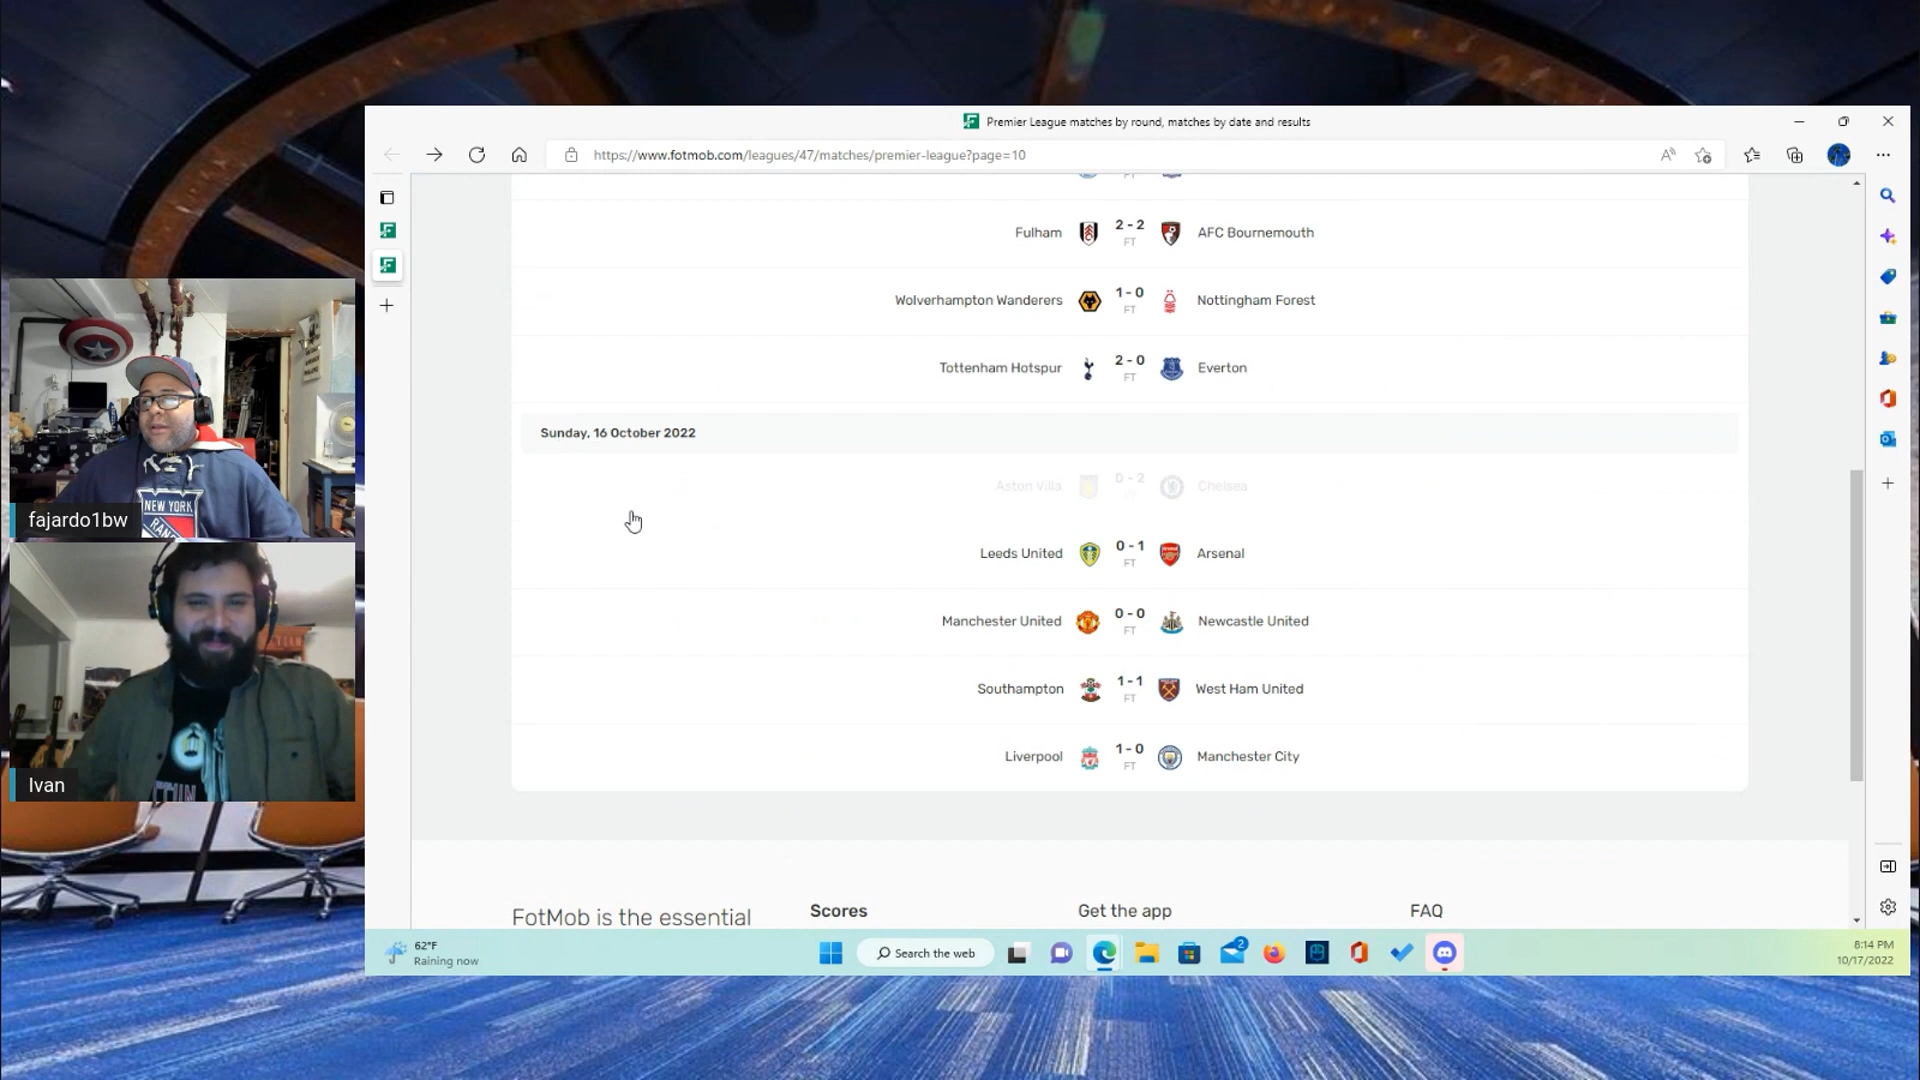 Premier League matches by round, matches by date and results
https://www.fotmob.com/leagues/47/matches/premier-league?page=10
FT
Fulham 2 - 2 AFC Bournemouth
FT
Wolverhampton Wanderers 1 - 0 Nottingham Forest
FT
Tottenham Hotspur 2 - 0 Everton
FT
Sunday, 16 October 2022
Aston Villa 0 - 2 Chelsea
FT
Leeds United 0 - 1 Arsenal
FT
Manchester United 0 - 0 Newcastle United
FT
Southampton 1 - 1 West Ham United
FT
Liverpool 1 - 0 Manchester City
FT
FotMob is the essential
Scores
Get the app
FAQ
62°F
Raining now
Search the web
2
8:14 PM
10/17/2022
NEW YORK
fajardo1bw
Ivan